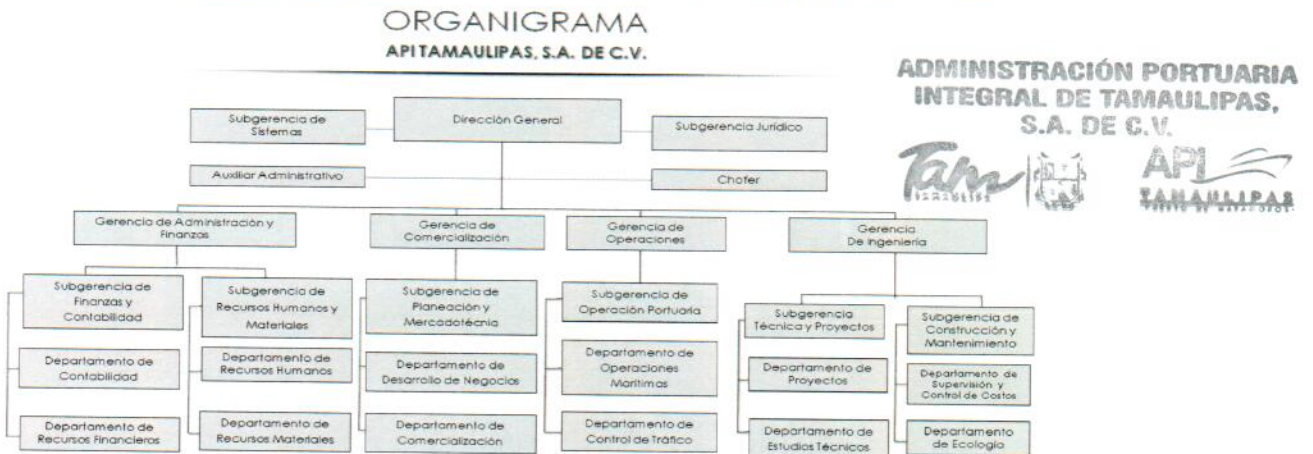 ORGANIGRAMA
API TAMAULIPAS, S.A. DE C.V.
ADMINISTRACIÓN PORTUARIA
INTEGRAL DE TAMAULIPAS,
S.A. DE C.V.
Tam
TAMAULIPAS
API
TAMAULIPAS
Subgerencia de
Sistemas
Dirección General
Subgerencia Jurídico
Auxiliar Administrativo
Chofer
Gerencia de Administración y
Finanzas
Gerencia de
Comercialización
Gerencia de
Operaciones
Gerencia
De Ingeniería
Subgerencia de
Finanzas y
Contabilidad
Subgerencia de
Recursos Humanos y
Materiales
Subgerencia de
Planeación y
Mercadotécnia
Subgerencia de
Operación Portuaria
Subgerencia
Técnica y Proyectos
Subgerencia de
Construcción y
Mantenimiento
Departamento de
Contabilidad
Departamento de
Recursos Humanos
Departamento de
Desarrollo de Negocios
Departamento de
Operaciones
Marítimas
Departamento de
Proyectos
Departamento de
Supervisión y
Control de Costos
Departamento de
Recursos Financieros
Departamento de
Recursos Materiales
Departamento de
Comercialización
Departamento de
Control de Tráfico
Departamento de
Estudios Técnicos
Departamento
de Ecología